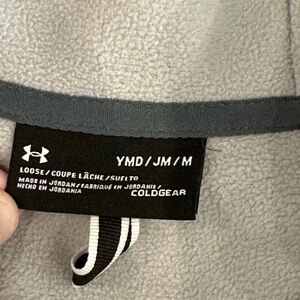 YMD / JM / M
LOOSE / COUPE LÂCHE / SUELTO
MADE IN JORDAN / FABRIQUÉ EN JORDANIE /
HECHO EN JORDANIA
COLDGEAR